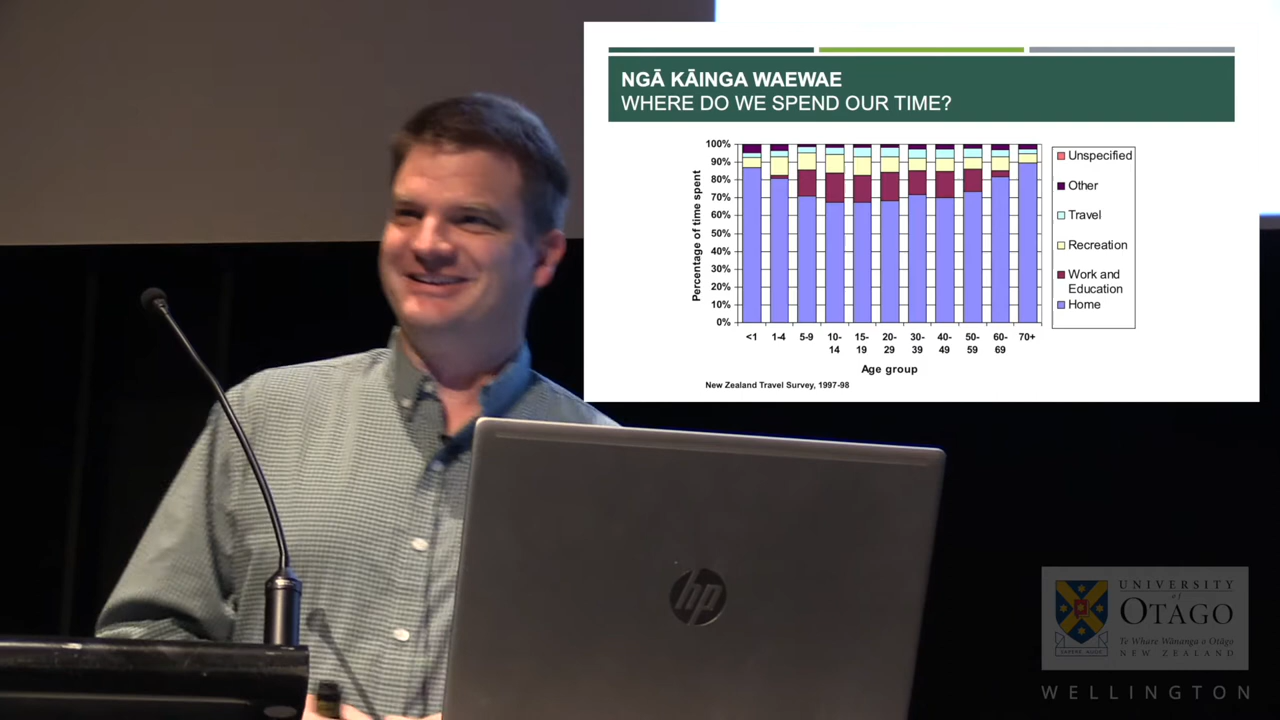 NGĀ KĀINGA WAEWAE
WHERE DO WE SPEND OUR TIME?
100%
90%
80%
70%
60%
50%
40%
30%
20%
10%
0%
Percentage of time spent
<1
1-4
5-9
10-
14
15-
19
20-
29
30-
39
40-
49
50-
59
60-
69
70+
Age group
New Zealand Travel Survey, 1997-98
Unspecified
Other
Travel
Recreation
Work and
Education
Home
hp
UNIVERSITY
of
OTAGO
Te Whare Wānanga o Otāgo
NEW ZEALAND
SAPERE AUDE
WELLINGTON